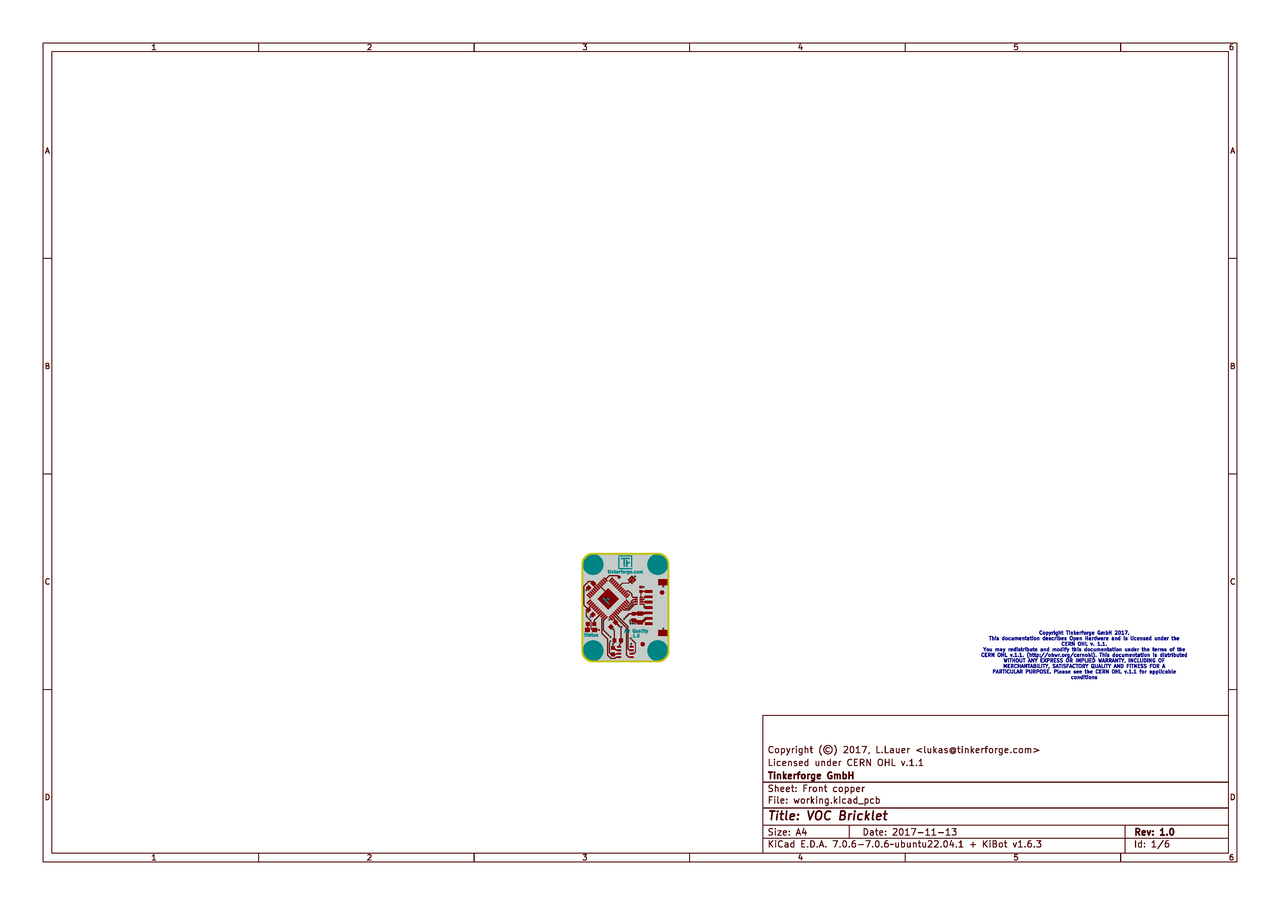 1 2 3 4 5 6
A A
B B
TF
tinkerforge.com
C C
Status
Quality
1.0
Copyright Tinkerforge GmbH 2017.
This documentation describes Open Hardware and is licensed under the
CERN OHL v. 1.1.
You may redistribute and modify this documentation under the terms of the
CERN OHL v.1.1. (http://ohwr.org/cernohl). This documentation is distributed
WITHOUT ANY EXPRESS OR IMPLIED WARRANTY, INCLUDING OF
MERCHANTABILITY, SATISFACTORY QUALITY AND FITNESS FOR A
PARTICULAR PURPOSE. Please see the CERN OHL v.1.1 for applicable
conditions
Copyright (©) 2017, L.Lauer <lukas@tinkerforge.com>
Licensed under CERN OHL v.1.1
Tinkerforge GmbH
Sheet: Front copper
File: working.kicad_pcb
D D
Title: VOC Bricklet
Size: A4 Date: 2017-11-13 Rev: 1.0
KiCad E.D.A. 7.0.6-7.0.6~ubuntu22.04.1 + KiBot v1.6.3 Id: 1/6
1 2 3 4 5 6